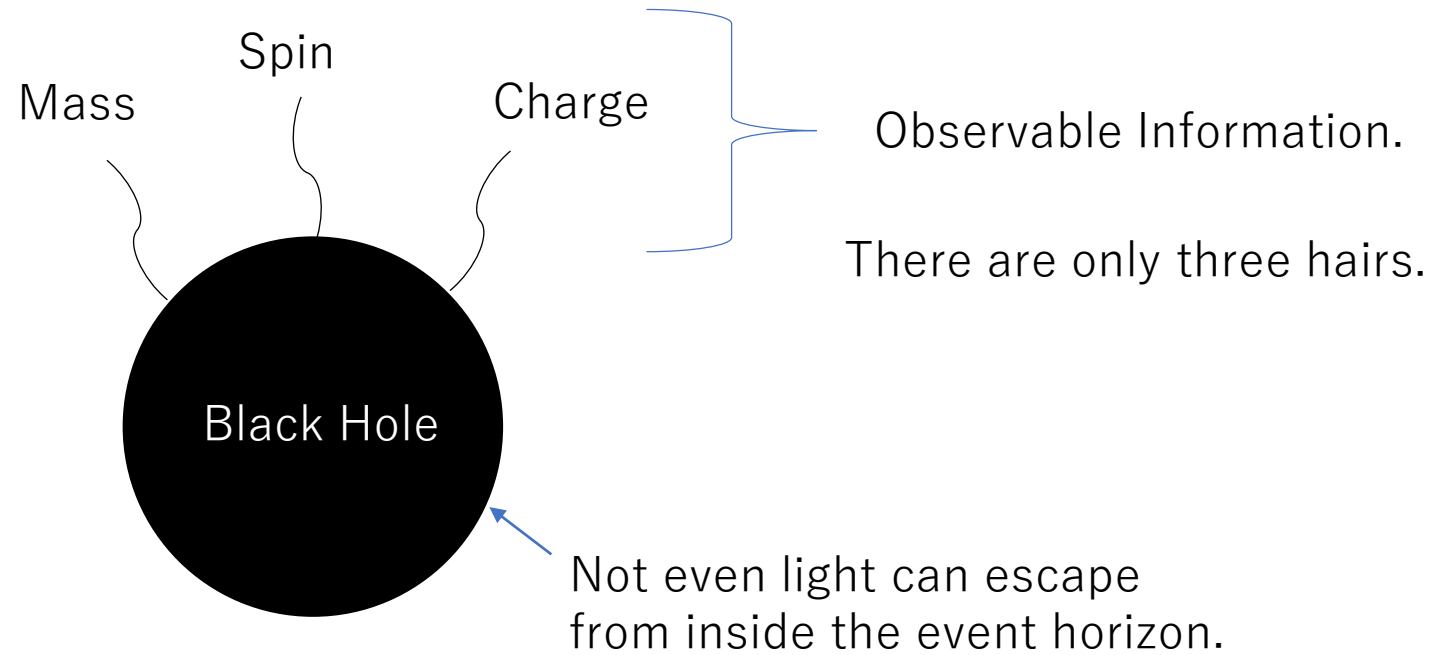 Spin
Mass
Charge
Observable Information.
There are only three hairs.
Black Hole
Not even light can escape
from inside the event horizon.